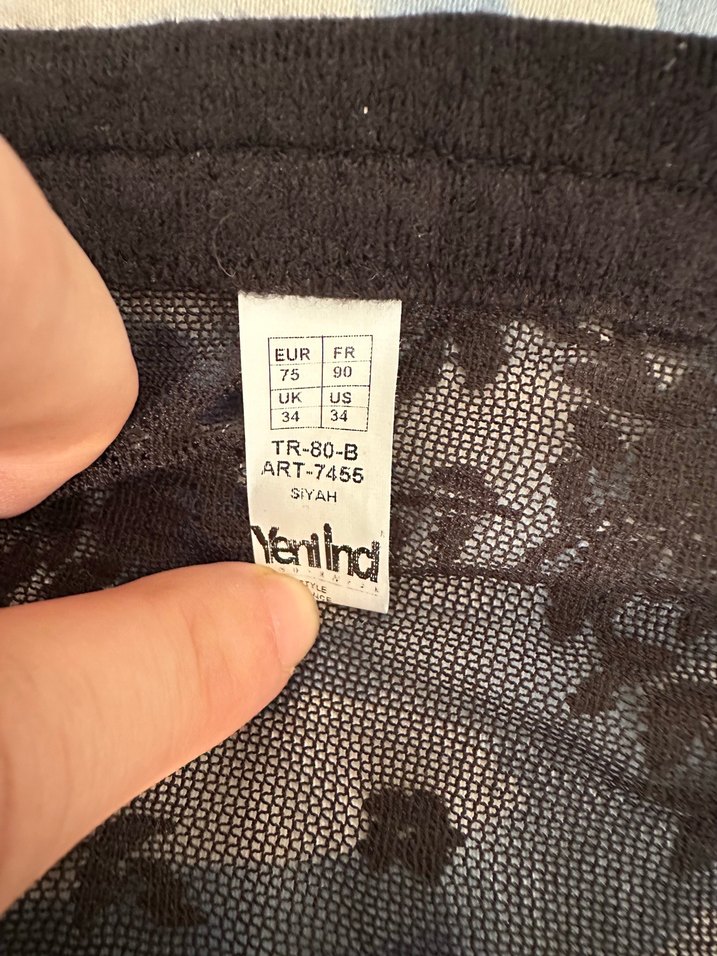 EUR FR
75 90
UK US
34 34
TR-80-B
ART-7455
SİYAH
Yeni İnci